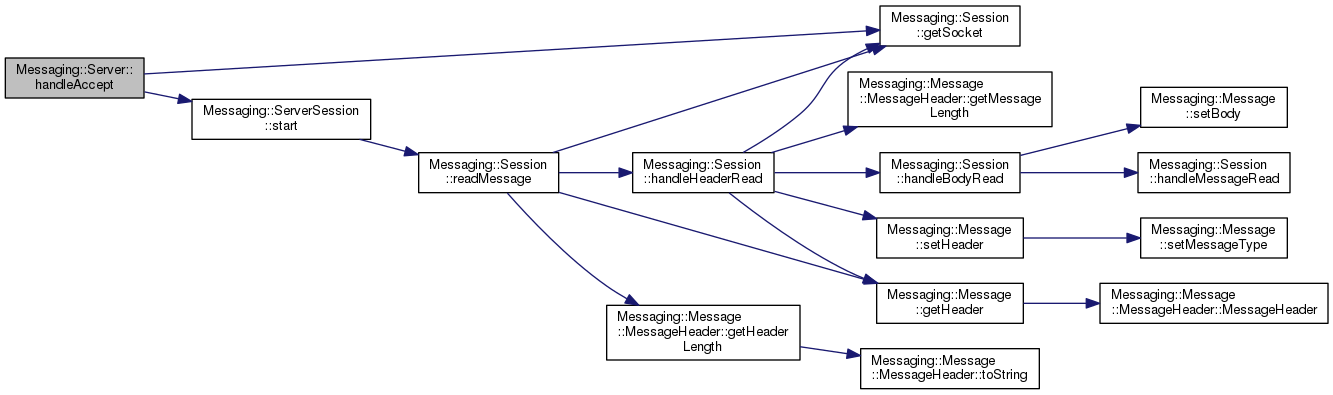 Messaging::Server::
handleAccept
Messaging::ServerSession
::start
Messaging::Session
::readMessage
Messaging::Session
::getSocket
Messaging::Session
::handleHeaderRead
Messaging::Message
::MessageHeader::getMessage
Length
Messaging::Session
::handleBodyRead
Messaging::Message
::setBody
Messaging::Session
::handleMessageRead
Messaging::Message
::setHeader
Messaging::Message
::setMessageType
Messaging::Message
::getHeader
Messaging::Message
::MessageHeader::MessageHeader
Messaging::Message
::MessageHeader::getHeader
Length
Messaging::Message
::MessageHeader::toString